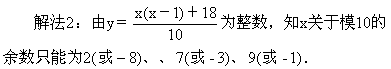 解法2：由y=x(x－1)+18/10为整数，知x关于模10的
余数只能为2(或－8)、、7(或-3)、9(或 -1)．